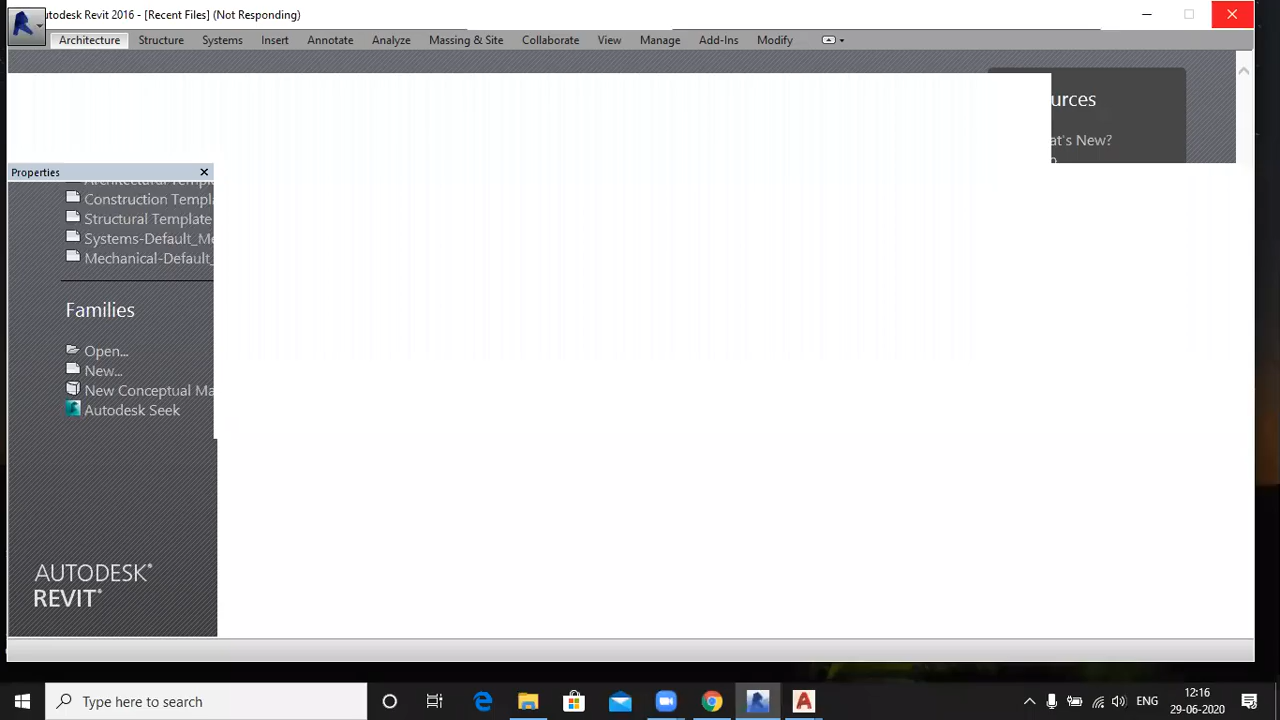 utodesk Revit 2016 - [Recent Files] (Not Responding)
Architecture Structure Systems Insert Annotate Analyze Massing & Site Collaborate View Manage Add-Ins Modify
urces
at's New?
Properties
Construction Templa
Structural Template
Systems-Default_Me
Mechanical-Default_
Families
Open...
New...
New Conceptual Ma
Autodesk Seek
AUTODESK®
REVIT®
Type here to search
ENG
12:16
29-06-2020